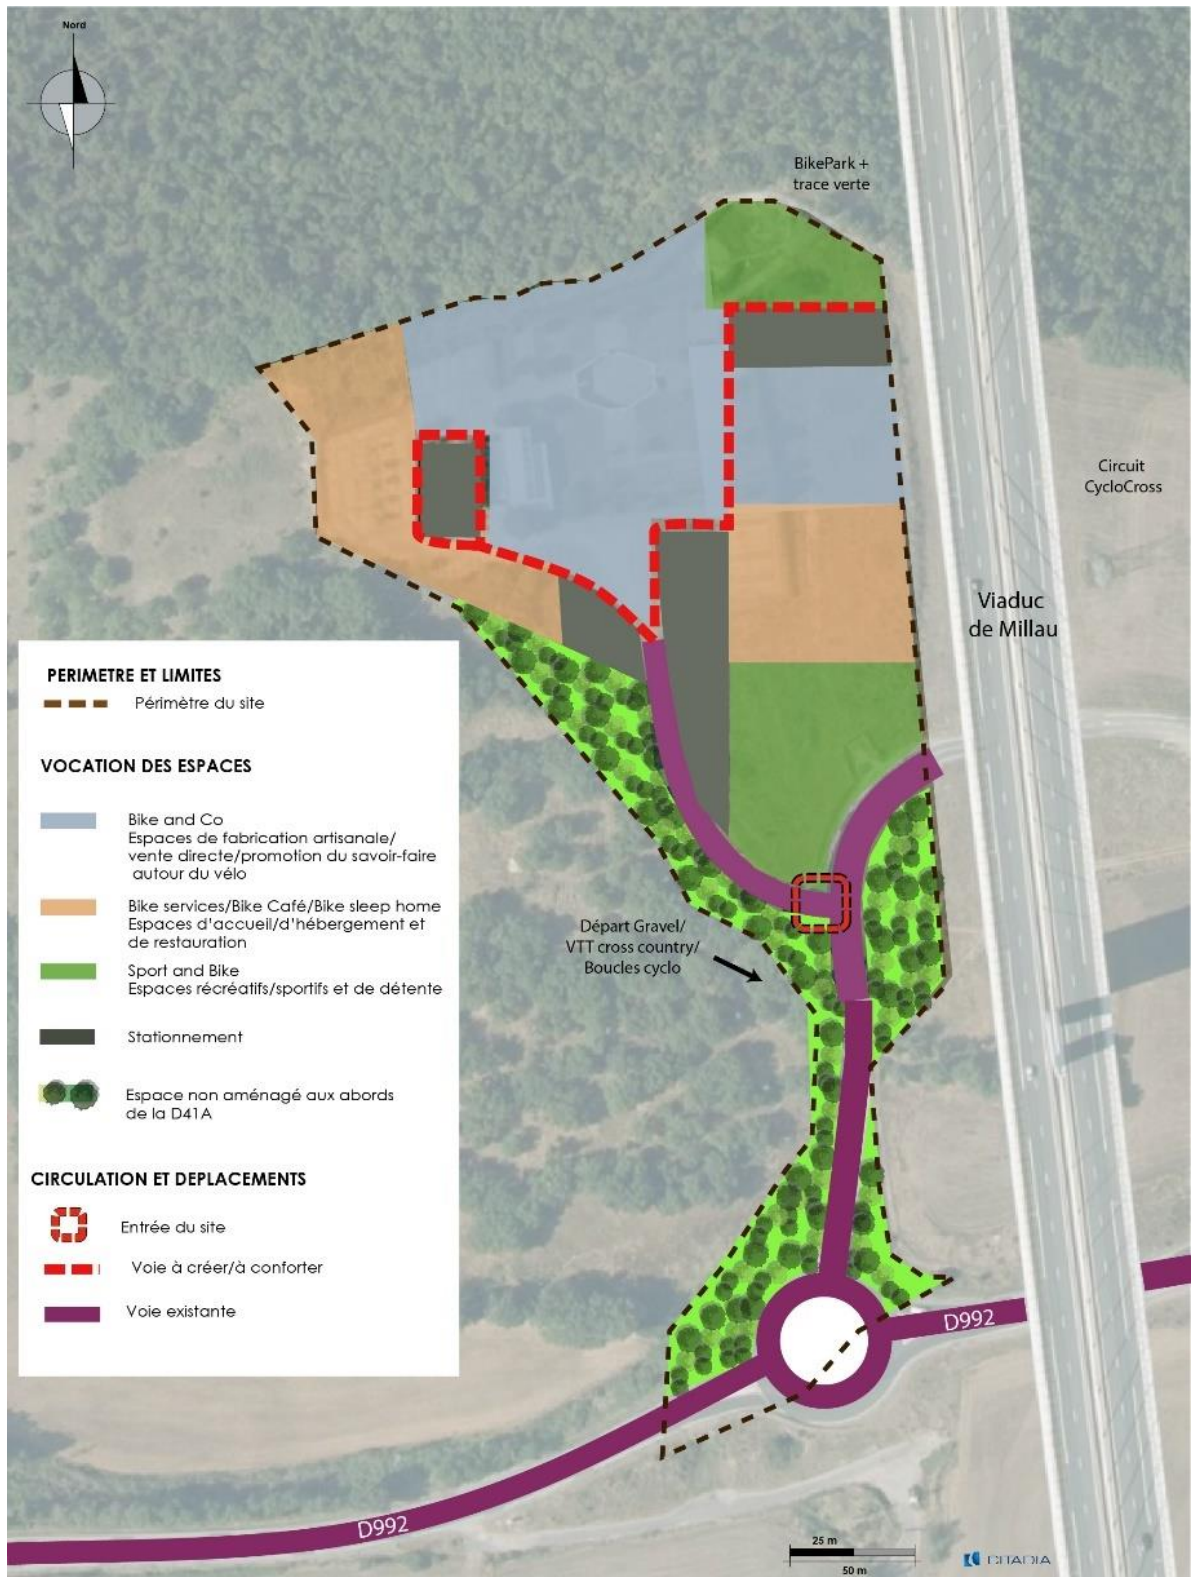 Nord
BikePark +
trace verte
Circuit
CycloCross
Viaduc
de Millau
PERIMETRE ET LIMITES
Périmètre du site
VOCATION DES ESPACES
Bike and Co
Espaces de fabrication artisanale/
vente directe/promotion du savoir-faire
autour du vélo
Bike services/Bike Café/Bike sleep home
Espaces d'accueil/d'hébergement et
de restauration
Sport and Bike
Espaces récréatifs/sportifs et de détente
Stationnement
Espace non aménagé aux abords
de la D41A
CIRCULATION ET DEPLACEMENTS
Entrée du site
Voie à créer/à conforter
Voie existante
Départ Gravel/
VTT cross country/
Boucles cyclo
D992
D992
25 m
50 m
CITADIA